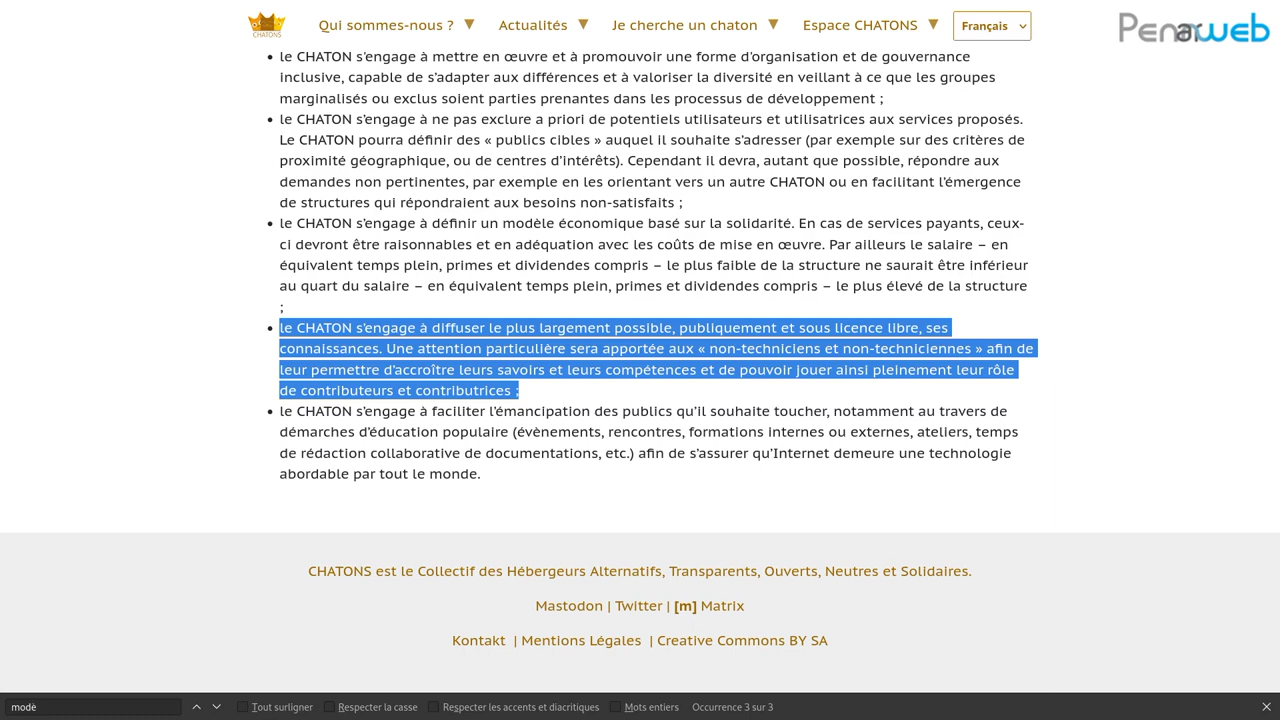 CHATONS
Qui sommes-nous ? ▼ Actualités ▼ Je cherche un chaton ▼ Espace CHATONS ▼ Français
Penarweb
• le CHATON s'engage à mettre en œuvre et à promouvoir une forme d'organisation et de gouvernance
inclusive, capable de s'adapter aux différences et à valoriser la diversité en veillant à ce que les groupes
marginalisés ou exclus soient parties prenantes dans les processus de développement ;
• le CHATON s'engage à ne pas exclure a priori de potentiels utilisateurs et utilisatrices aux services proposés.
Le CHATON pourra définir des « publics cibles » auquel il souhaite s'adresser (par exemple sur des critères de
proximité géographique, ou de centres d'intérêts). Cependant il devra, autant que possible, répondre aux
demandes non pertinentes, par exemple en les orientant vers un autre CHATON ou en facilitant l'émergence
de structures qui répondraient aux besoins non-satisfaits ;
• le CHATON s'engage à définir un modèle économique basé sur la solidarité. En cas de services payants, ceux-
ci devront être raisonnables et en adéquation avec les coûts de mise en œuvre. Par ailleurs le salaire – en
équivalent temps plein, primes et dividendes compris – le plus faible de la structure ne saurait être inférieur
au quart du salaire – en équivalent temps plein, primes et dividendes compris – le plus élevé de la structure
;
• le CHATON s'engage à diffuser le plus largement possible, publiquement et sous licence libre, ses
connaissances. Une attention particulière sera apportée aux « non-techniciens et non-techniciennes » afin de
leur permettre d'accroître leurs savoirs et leurs compétences et de pouvoir jouer ainsi pleinement leur rôle
de contributeurs et contributrices ;
• le CHATON s'engage à faciliter l'émancipation des publics qu'il souhaite toucher, notamment au travers de
démarches d'éducation populaire (évènements, rencontres, formations internes ou externes, ateliers, temps
de rédaction collaborative de documentations, etc.) afin de s'assurer qu'Internet demeure une technologie
abordable par tout le monde.
CHATONS est le Collectif des Hébergeurs Alternatifs, Transparents, Ouverts, Neutres et Solidaires.
Mastodon | Twitter | [m] Matrix
Kontakt | Mentions Légales | Creative Commons BY SA
modè Tout surligner Respecter la casse Respecter les accents et diacritiques Mots entiers Occurrence 3 sur 3